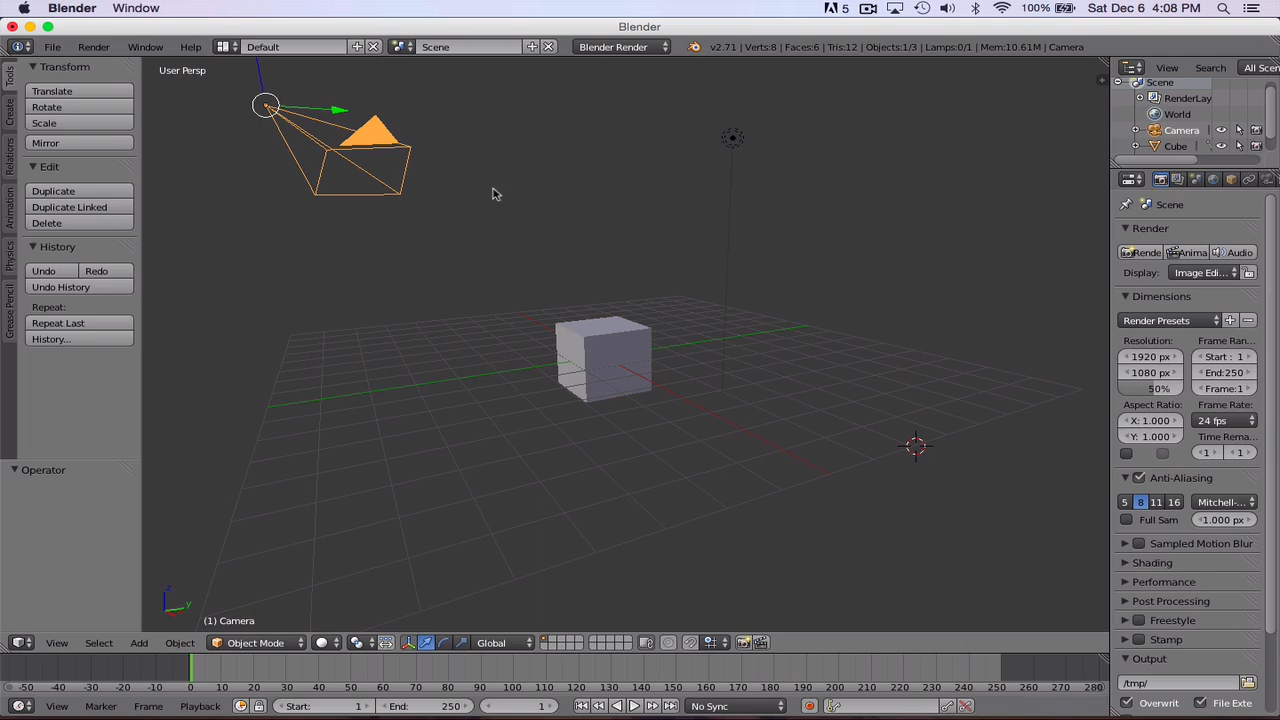 Blender Window 5 100% Sat Dec 6 4:08 PM
Blender
File Render Window Help Default Scene Blender Render v2.71 | Verts:8 | Faces:6 | Tris:12 | Objects:1/3 | Lamps:0/1 | Mem:10.61M | Camera
Tools
Create
Relations
Animation
Physics
Grease Pencil
Transform
Translate
Rotate
Scale
Mirror
Edit
Duplicate
Duplicate Linked
Delete
History
Undo Redo
Undo History
Repeat:
Repeat Last
History...
Operator
User Persp
z
y
(1) Camera
View Select Add Object Object Mode Global
-50 -40 -30 -20 -10 0 10 20 30 40 50 60 70 80 90 100 110 120 130 140 150 160 170 180 190 200 210 220 230 240 250 260 270 280
View Marker Frame Playback Start: 1 End: 250 1 No Sync
View Search All Scen
Scene
RenderLay
World
Camera
Cube
Scene
Render
Rende Anima Audio
Display: Image Edi...
Dimensions
Render Presets
Resolution: Frame Ran...
1920 px Start : 1
1080 px End:250
50% Frame:1
Aspect Ratio: Frame Rate:
X: 1.000 24 fps
Y: 1.000 Time Rema...
1 1
Anti-Aliasing
5 8 11 16 Mitchell-...
Full Sam 1.000 px
Sampled Motion Blur
Shading
Performance
Post Processing
Freestyle
Stamp
Output
/tmp/
Overwrit File Exte